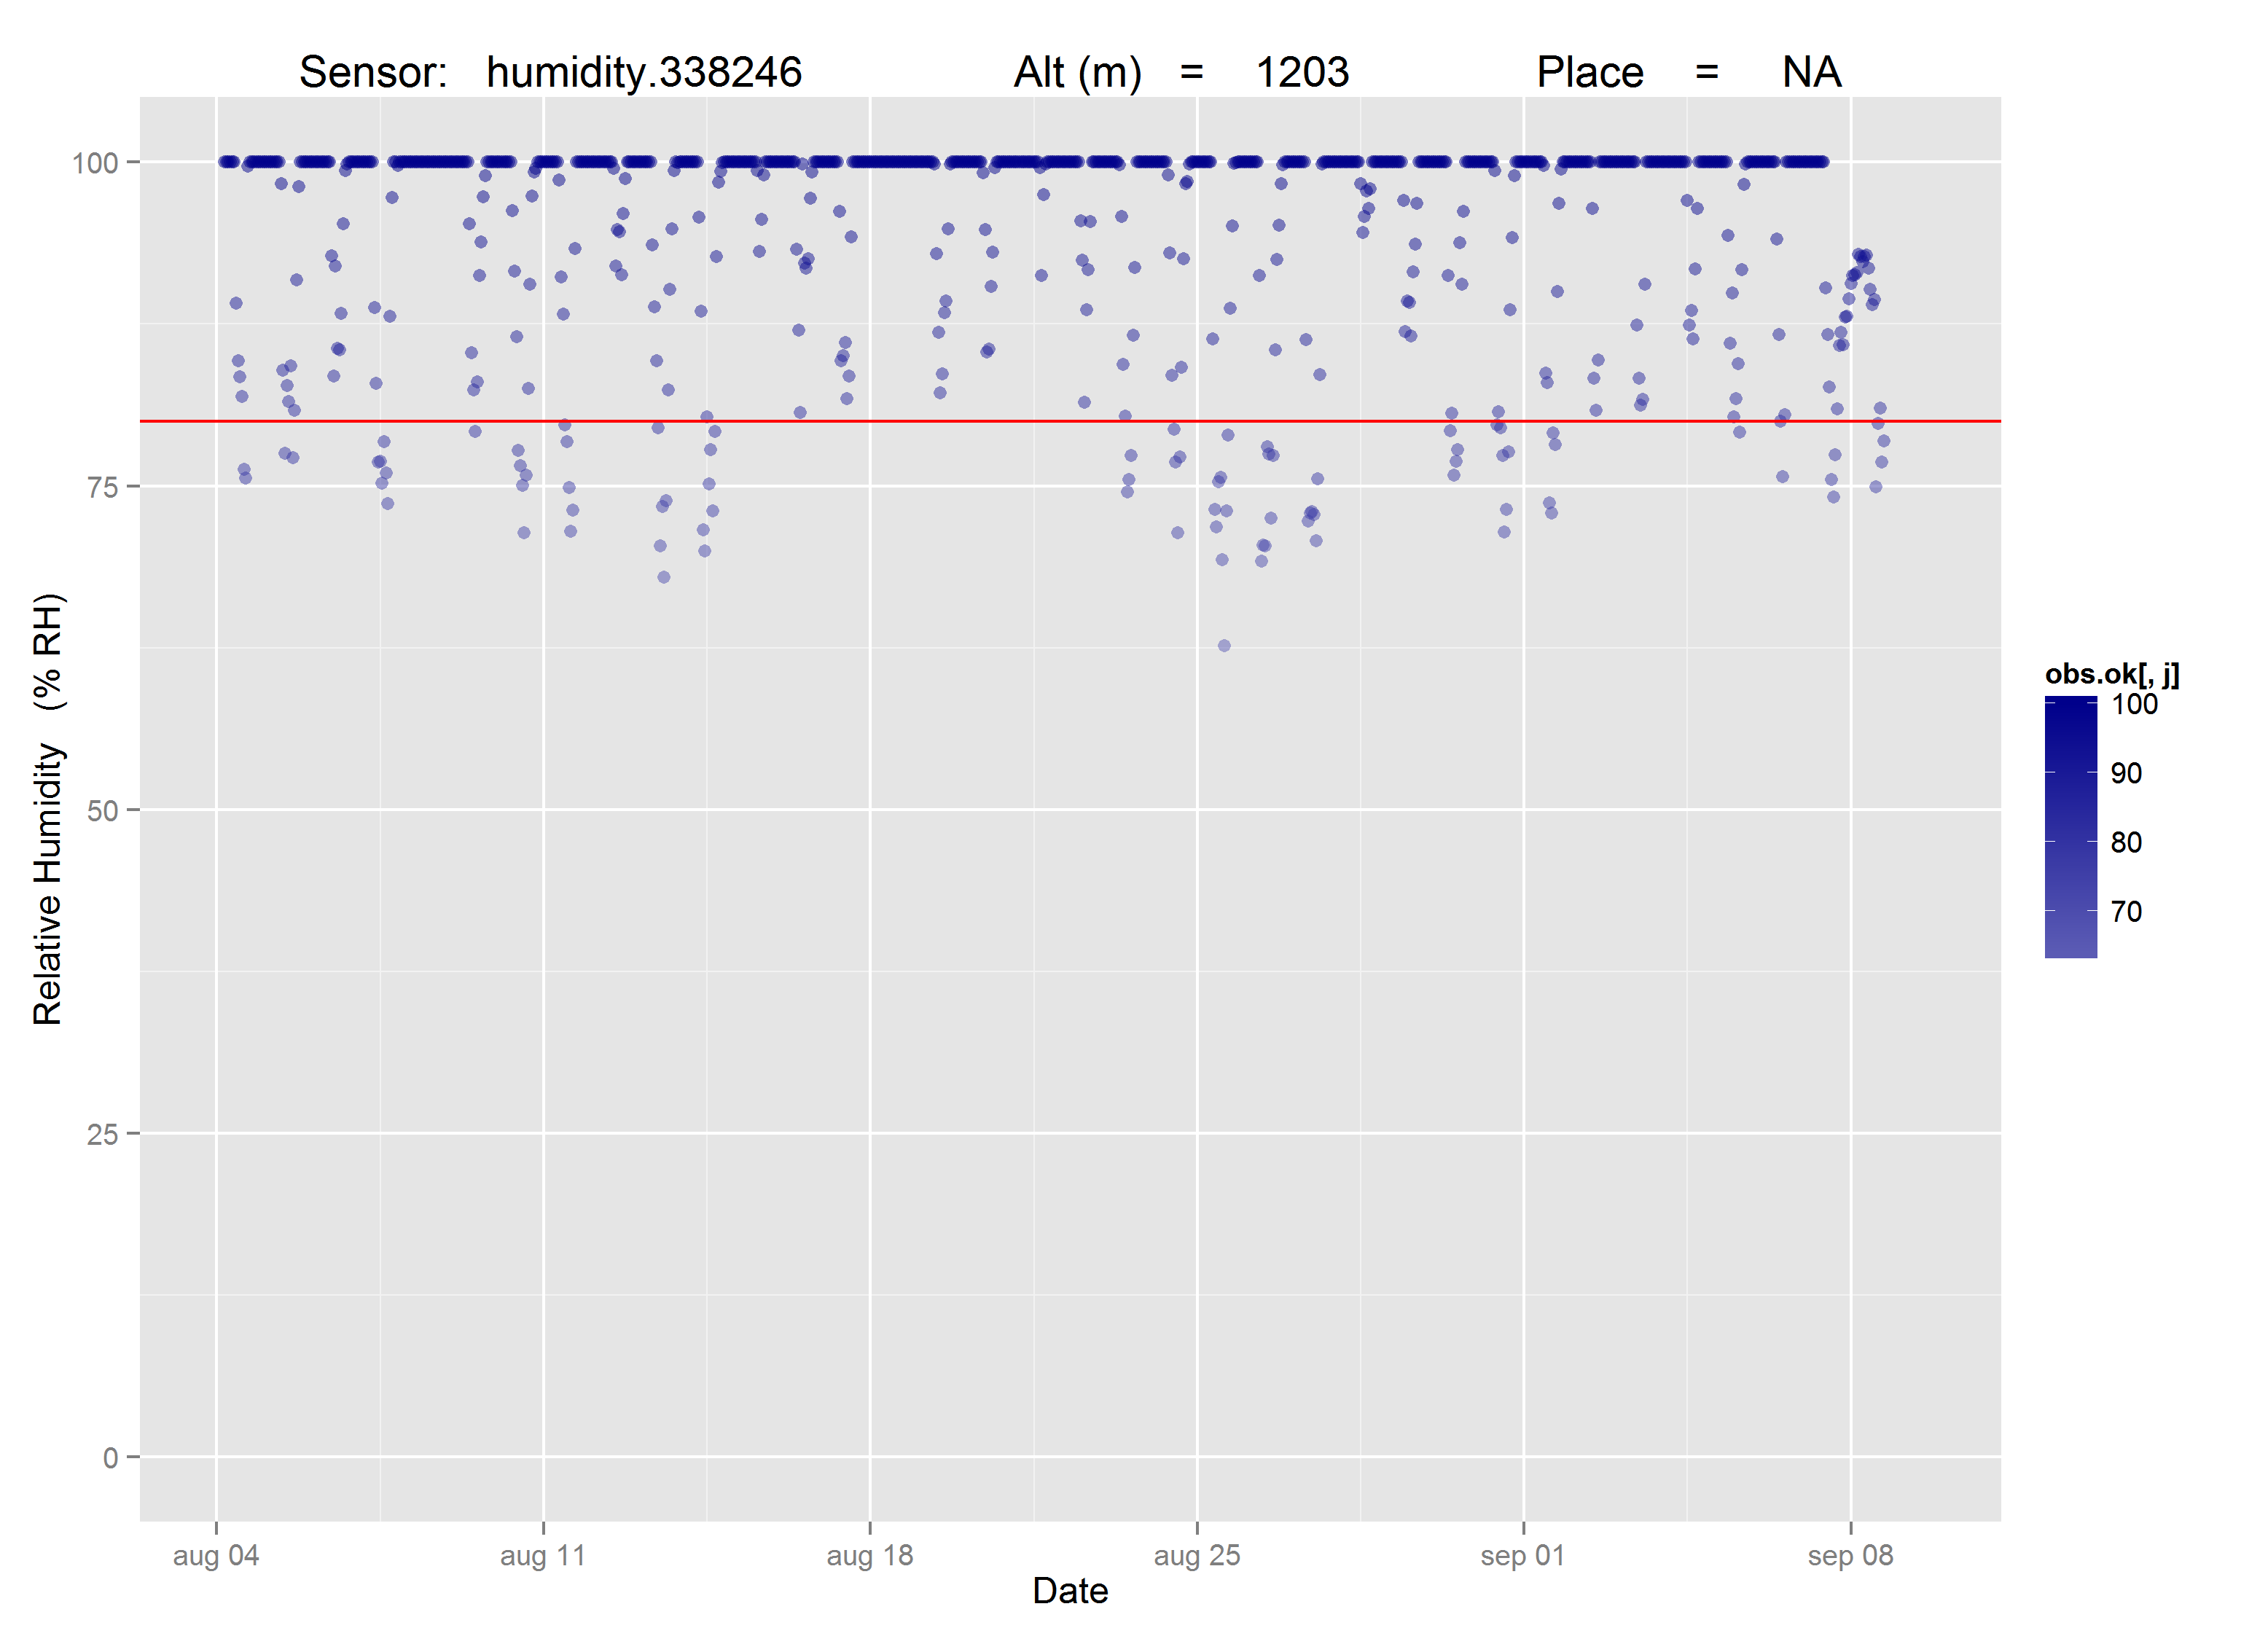 Sensor: humidity.338246 Alt (m) = 1203 Place = NA
100
75
50
25
0
Relative Humidity (% RH)
aug 04 aug 11 aug 18 aug 25 sep 01 sep 08
Date
obs.ok[, j]
100
90
80
70